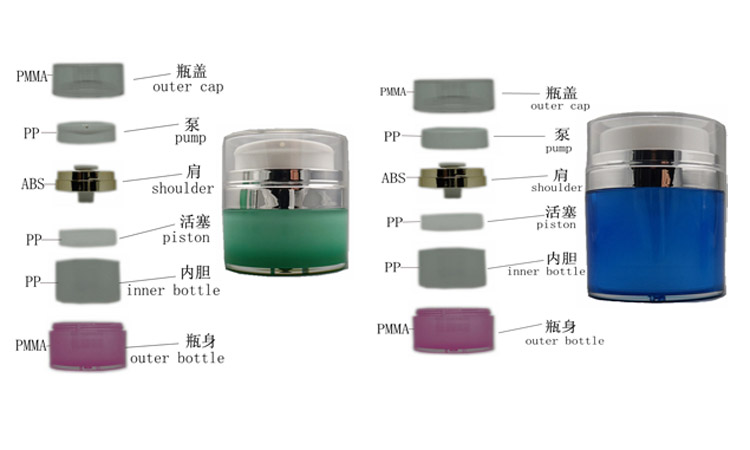 PMMA 瓶盖
outer cap
PP 泵
pump
ABS 肩
shoulder
PP 活塞
piston
PP 内胆
inner bottle
PMMA 瓶身
outer bottle
PMMA 瓶盖
outer cap
PP 泵
pump
ABS 肩
shoulder
PP 活塞
piston
PP 内胆
inner bottle
PMMA 瓶身
outer bottle